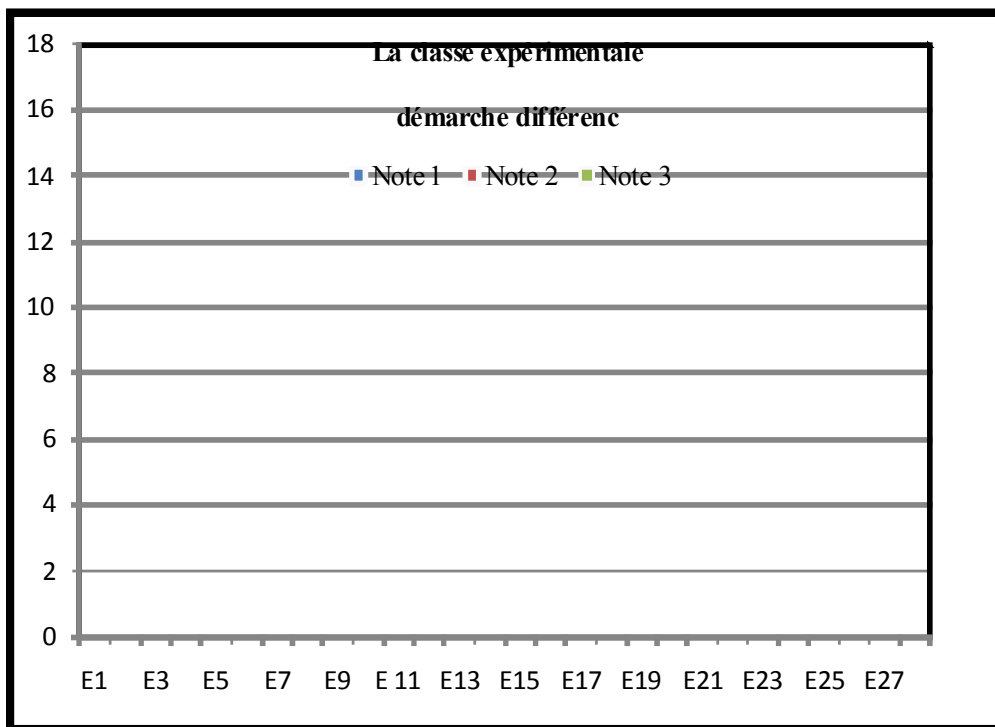 La classe expérimentale
démarche différenc
Note 1 Note 2 Note 3
18
16
14
12
10
8
6
4
2
0
E1 E3 E5 E7 E9 E 11 E13 E15 E17 E19 E21 E23 E25 E27